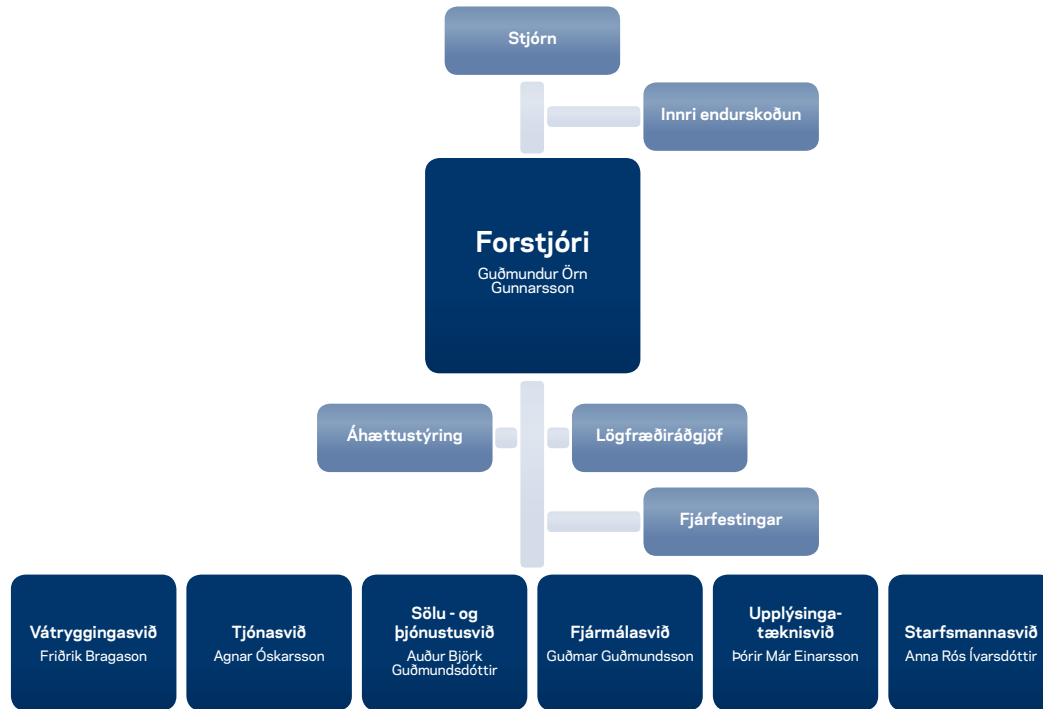 Stjórn
Innri endurskoðun
Forstjóri
Guðmundur Örn
Gunnarsson
Áhættustýring
Lögfræðiráðgjöf
Fjárfestingar
Vátryggingasvið
Friðrik Bragason
Tjónasvið
Agnar Óskarsson
Sölu - og
þjónustusvið
Auður Björk
Guðmundsdóttir
Fjármálasvið
Guðmar Guðmundsson
Upplýsinga-
tæknisvið
Þórir Már Einarsson
Starfsmannasvið
Anna Rós Ívarsdóttir